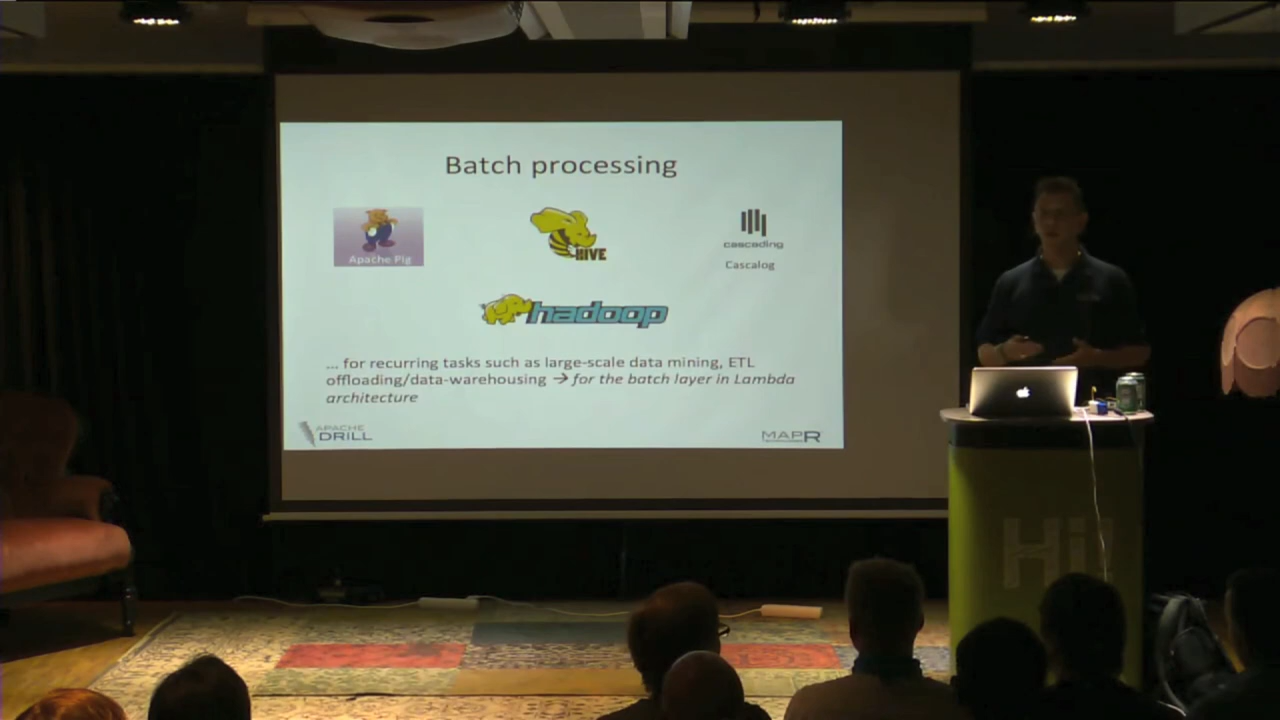 Batch processing
Apache Pig
HIVE
cascading
Cascalog
hadoop
... for recurring tasks such as large-scale data mining, ETL
offloading/data-warehousing → for the batch layer in Lambda
architecture
APACHE
DRILL
MAPR
Hi!